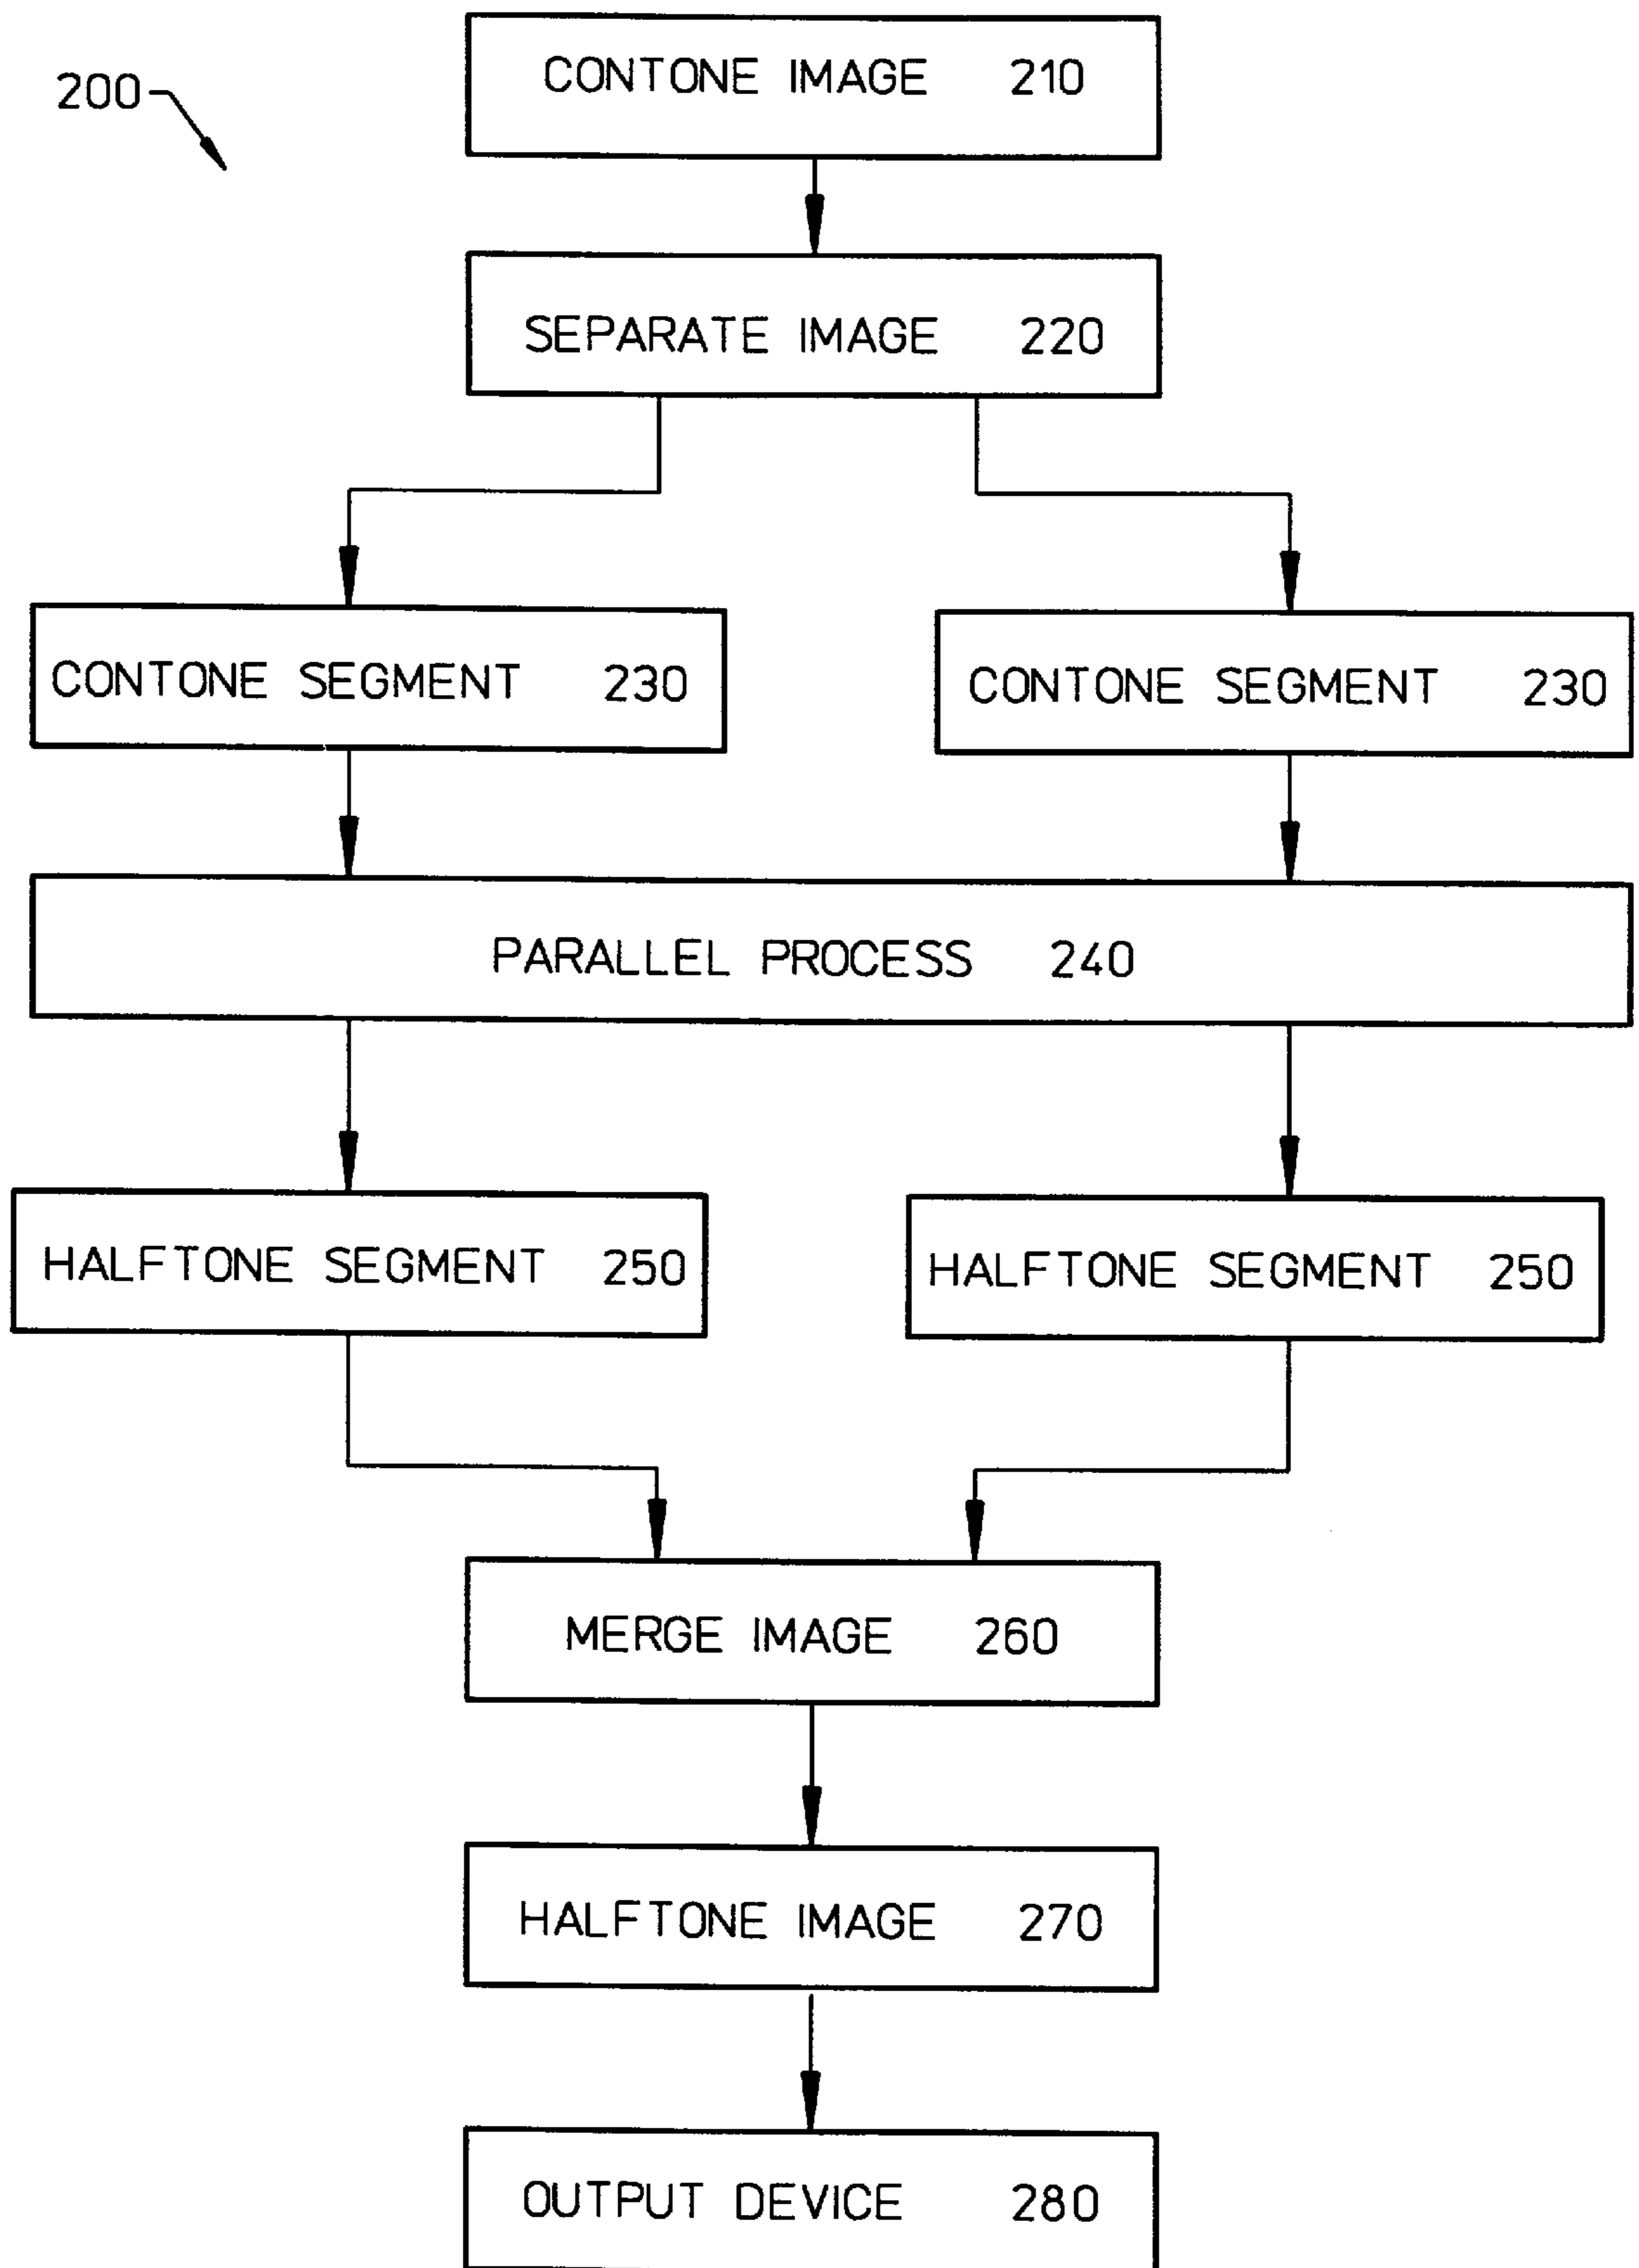 CONTONE IMAGE 210
200
SEPARATE IMAGE 220
CONTONE SEGMENT 230
CONTONE SEGMENT 230
PARALLEL PROCESS 240
HALFTONE SEGMENT 250
HALFTONE SEGMENT 250
MERGE IMAGE 260
HALFTONE IMAGE 270
OUTPUT DEVICE 280